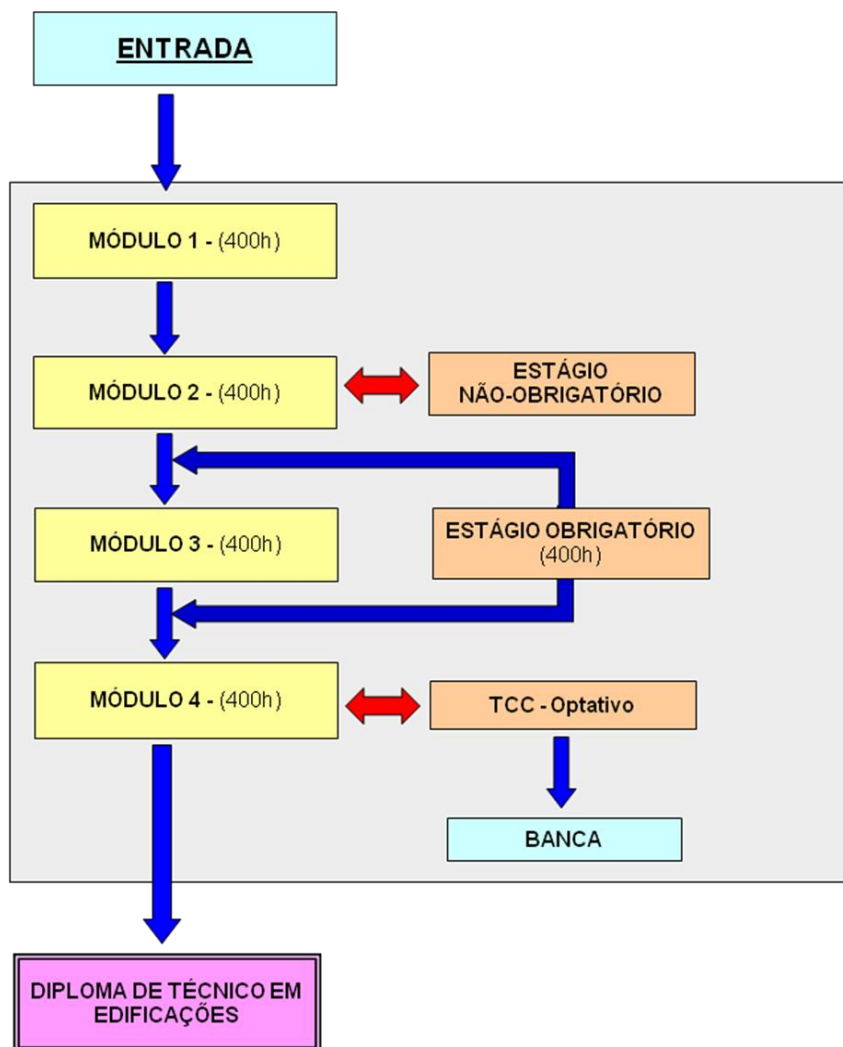 ENTRADA
MÓDULO 1 - (400h)
MÓDULO 2 - (400h)
ESTÁGIO
NÃO-OBRIGATÓRIO
MÓDULO 3 - (400h)
ESTÁGIO OBRIGATÓRIO
(400h)
MÓDULO 4 - (400h)
TCC - Optativo
BANCA
DIPLOMA DE TÉCNICO EM
EDIFICAÇÕES